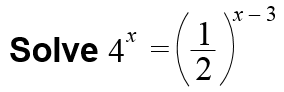 Solve 4^x = (1/2)^(x − 3)